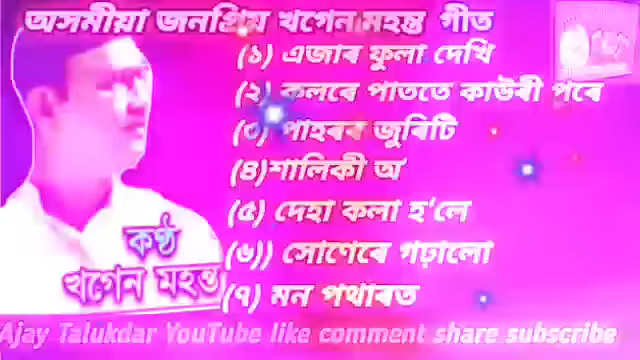 অসমীয়া জনপ্ৰিয় খগেন মহন্ত গীত
(১) এজাৰ ফুলা দেখি
(২) কলৰে পাততে কাউৰী পৰে
(৩) পাহৰৰ জুৰিটি
(৪)শালিকী অ
(৫) দেহা কলা হ'লে
(৬)) সোণেৰে গঢ়ালো
(৭) মন পথাৰত
কণ্ঠ
খগেন মহন্ত
Ajay Talukdar YouTube like comment share subscribe